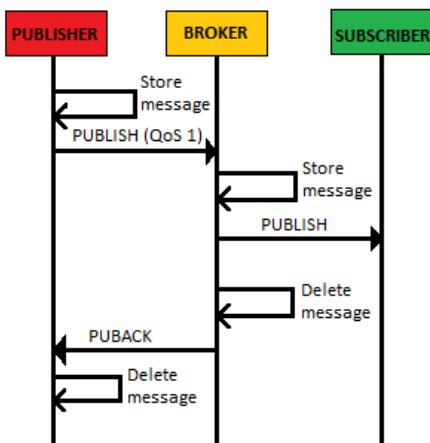 PUBLISHER
BROKER
SUBSCRIBER
Store
message
PUBLISH (QoS 1)
Store
message
PUBLISH
Delete
message
PUBACK
Delete
message